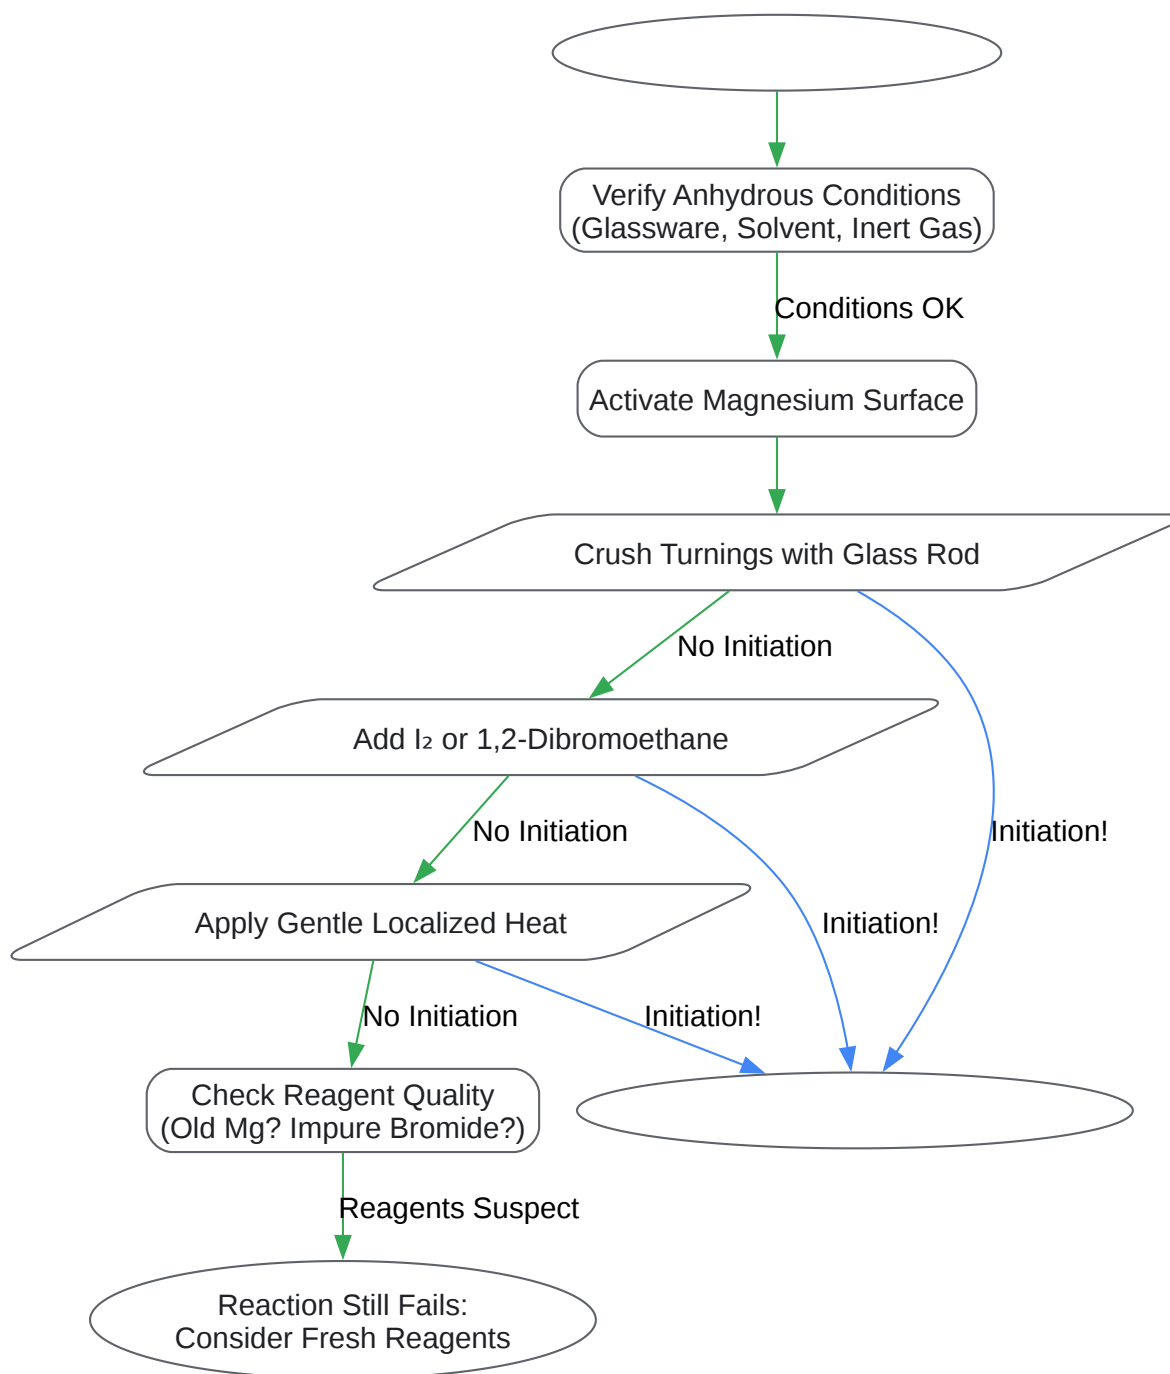 Verify Anhydrous Conditions
(Glassware, Solvent, Inert Gas)
Conditions OK
Activate Magnesium Surface
Crush Turnings with Glass Rod
No Initiation
Add I₂ or 1,2-Dibromoethane
No Initiation
Initiation!
Apply Gentle Localized Heat
Initiation!
No Initiation
Initiation!
Check Reagent Quality
(Old Mg? Impure Bromide?)
Reagents Suspect
Reaction Still Fails:
Consider Fresh Reagents